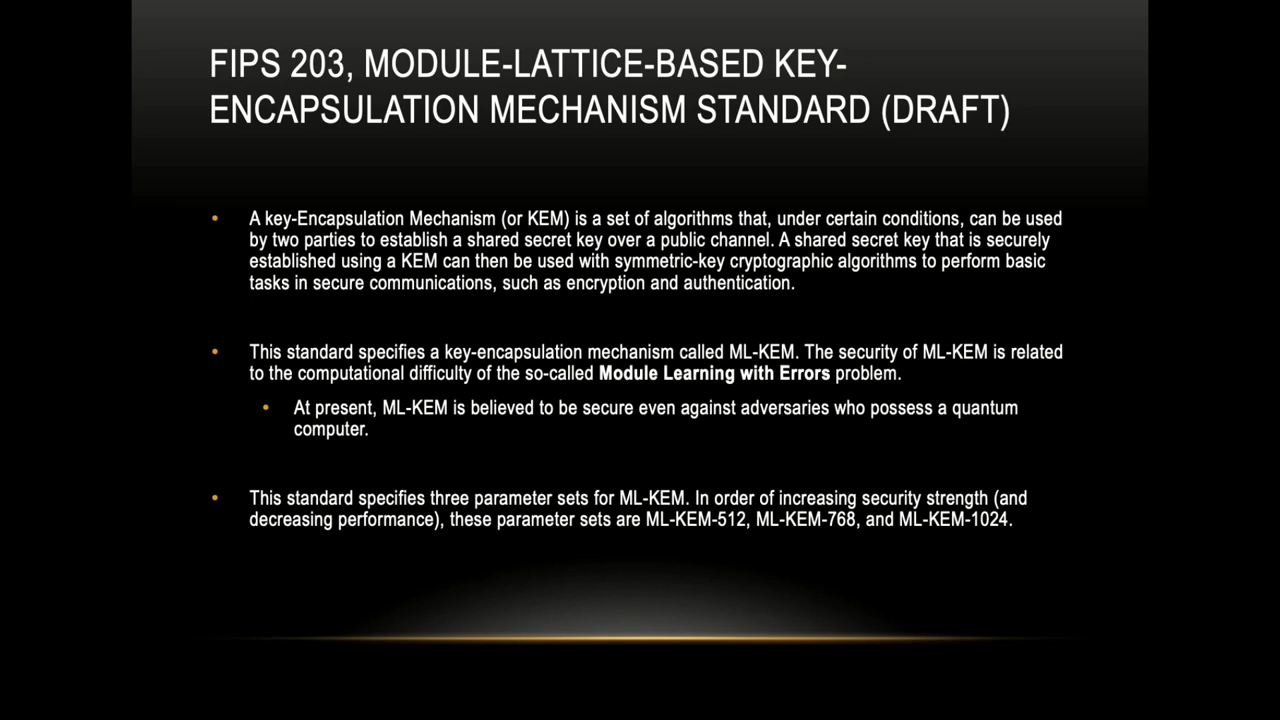 FIPS 203, MODULE-LATTICE-BASED KEY-
ENCAPSULATION MECHANISM STANDARD (DRAFT)
• A key-Encapsulation Mechanism (or KEM) is a set of algorithms that, under certain conditions, can be used
by two parties to establish a shared secret key over a public channel. A shared secret key that is securely
established using a KEM can then be used with symmetric-key cryptographic algorithms to perform basic
tasks in secure communications, such as encryption and authentication.
• This standard specifies a key-encapsulation mechanism called ML-KEM. The security of ML-KEM is related
to the computational difficulty of the so-called Module Learning with Errors problem.
• At present, ML-KEM is believed to be secure even against adversaries who possess a quantum
computer.
• This standard specifies three parameter sets for ML-KEM. In order of increasing security strength (and
decreasing performance), these parameter sets are ML-KEM-512, ML-KEM-768, and ML-KEM-1024.